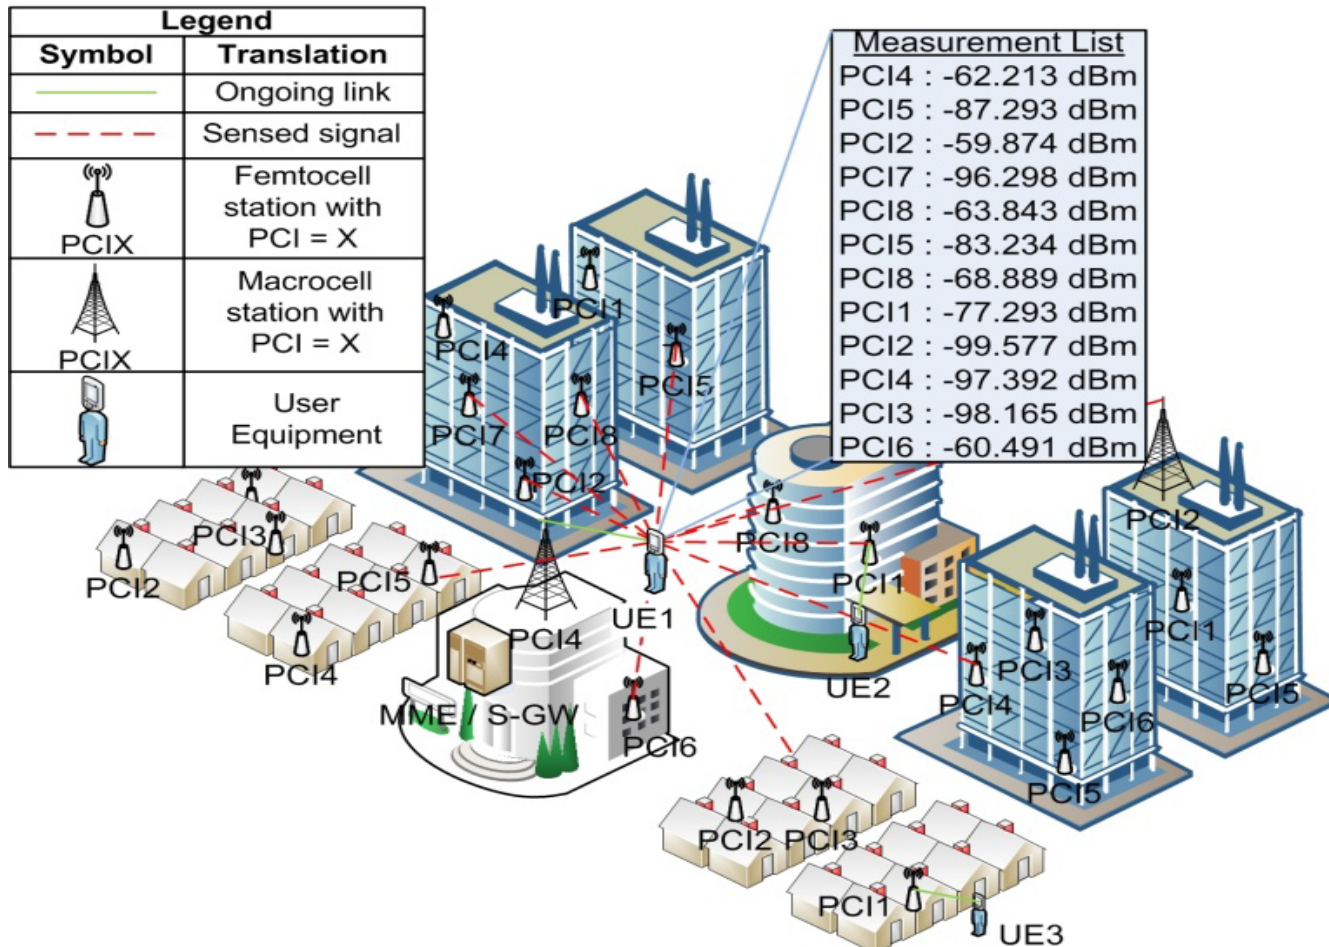 Legend
Symbol Translation
Ongoing link
Sensed signal
Femtocell
station with
PCI = X
PCIX
Macrocell
station with
PCI = X
PCIX
User
Equipment
Measurement List
PCI4 : -62.213 dBm
PCI5 : -87.293 dBm
PCI2 : -59.874 dBm
PCI7 : -96.298 dBm
PCI8 : -63.843 dBm
PCI5 : -83.234 dBm
PCI8 : -68.889 dBm
PCI1 : -77.293 dBm
PCI2 : -99.577 dBm
PCI4 : -97.392 dBm
PCI3 : -98.165 dBm
PCI6 : -60.491 dBm
PCI1
PCI4
PCI5
PCI7
PCI8
PCI2
PCI3
PCI2
PCI5
PCI4
PCI4
UE1
MME / S-GW
PCI6
PCI8
PCI1
UE2
PCI2
PCI1
PCI5
PCI3
PCI4
PCI6
PCI5
PCI2
PCI3
PCI1
UE3